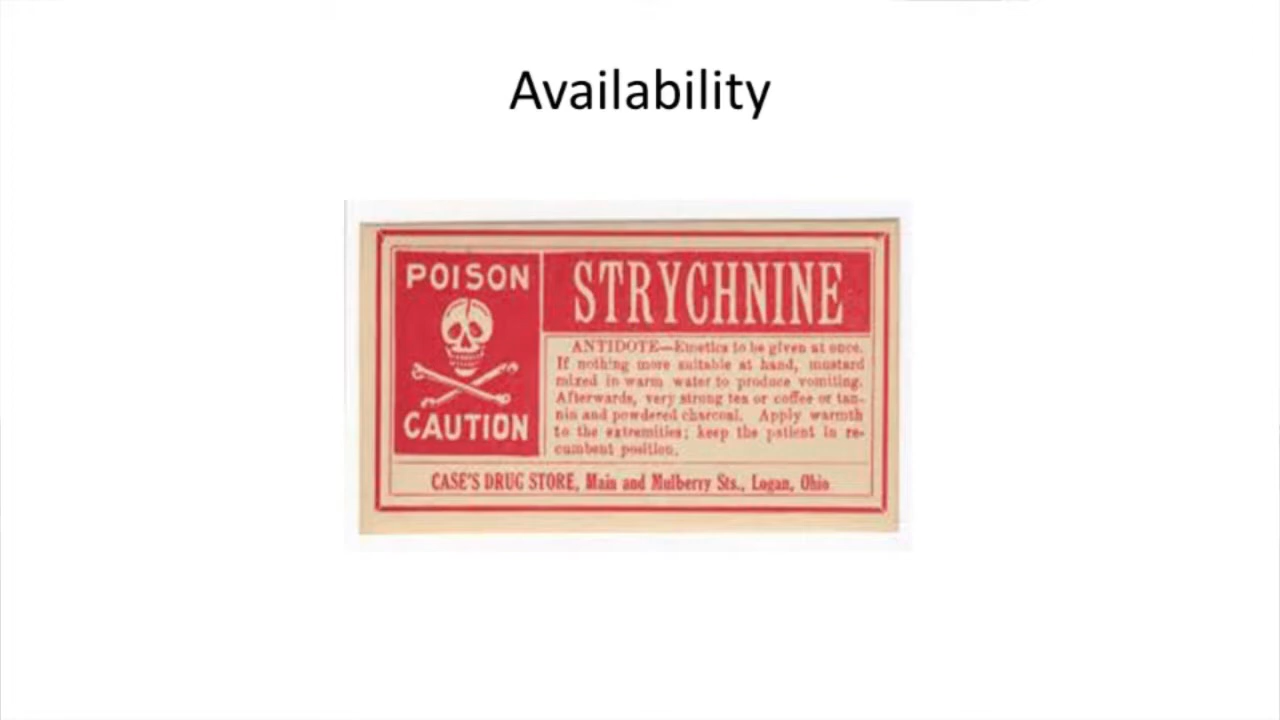 Availability
POISON
CAUTION
STRYCHNINE
ANTIDOTE—Emetics to be given at once.
If nothing more suitable at hand, mustard
mixed in warm water to produce vomiting.
Afterwards, very strong tea or coffee or tan-
nin and powdered charcoal. Apply warmth
to the extremities; keep the patient in re-
cumbent position.
CASE'S DRUG STORE, Main and Mulberry Sts., Logan, Ohio